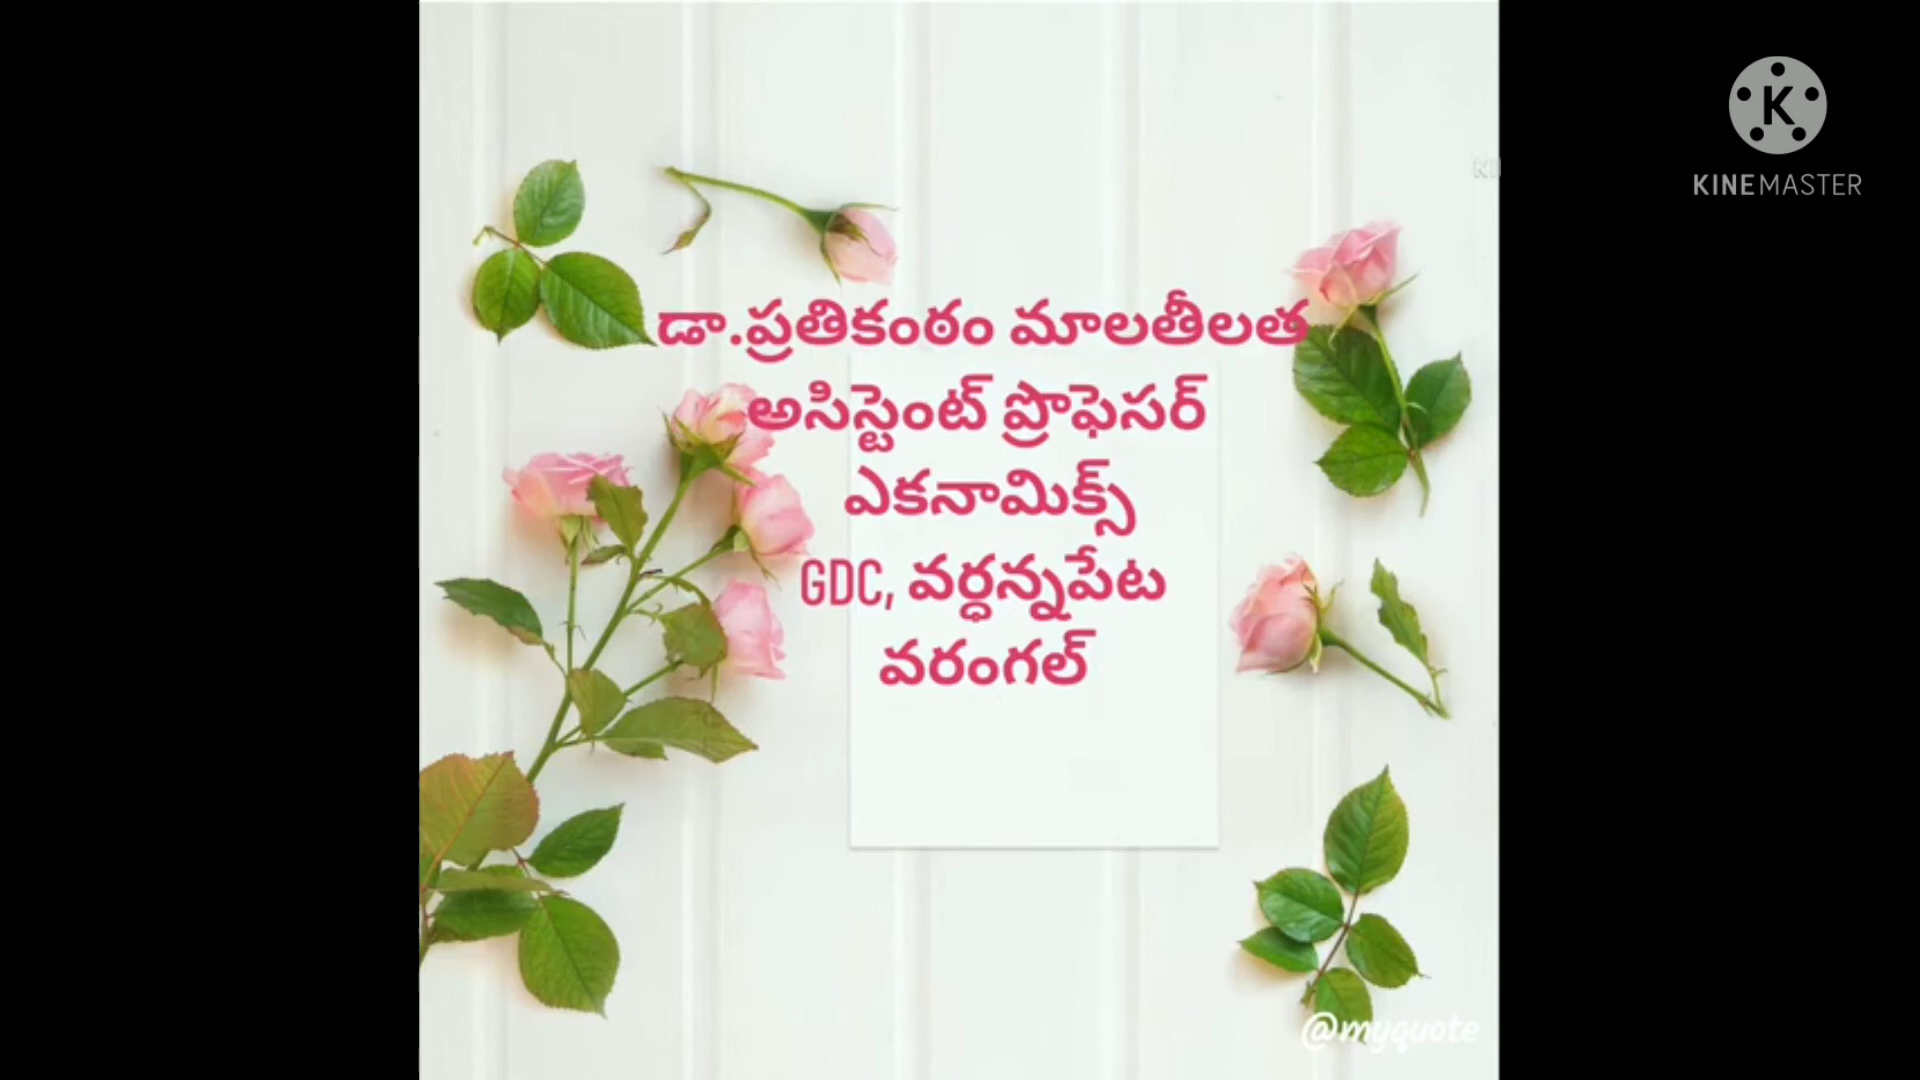 KINEMASTER
డా.ప్రతికంఠం మాలతీలత
అసిస్టెంట్ ప్రొఫెసర్
ఎకనామిక్స్
GDC, వర్ధన్నపేట
వరంగల్
@myquote